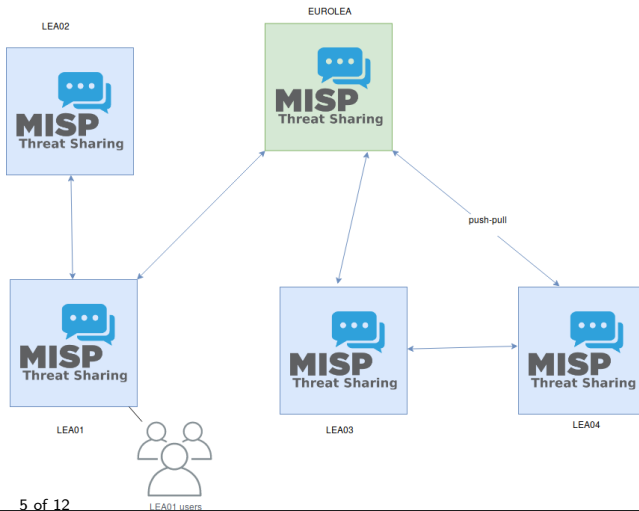 EUROLEA
LEA02
MISP
Threat Sharing
MISP
Threat Sharing
push-pull
MISP
Threat Sharing
MISP
Threat Sharing
MISP
Threat Sharing
LEA01
LEA03
LEA04
LEA01 users
5 of 12